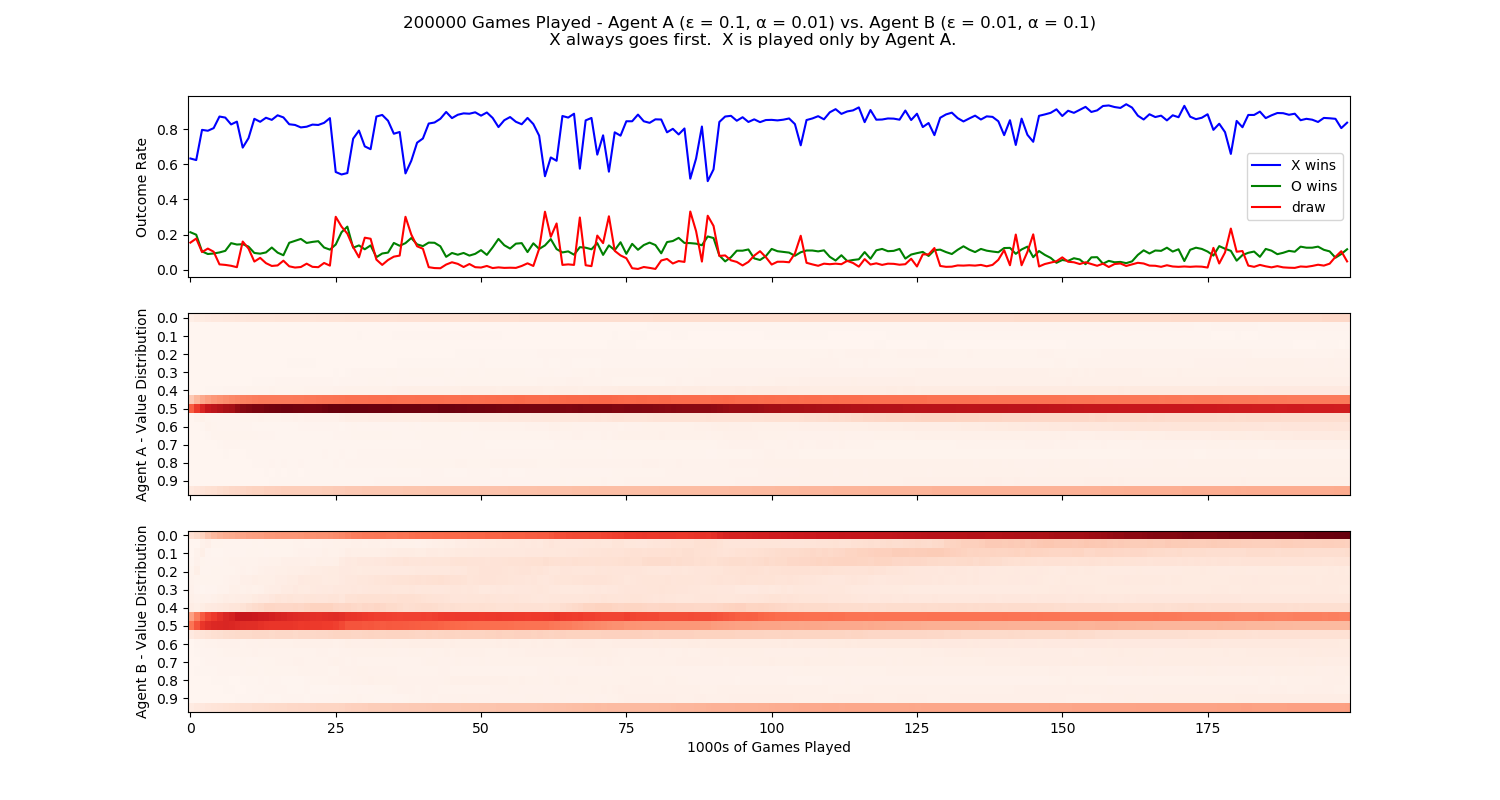 200000 Games Played - Agent A (ε = 0.1, α = 0.01) vs. Agent B (ε = 0.01, α = 0.1)
X always goes first.  X is played only by Agent A.
Outcome Rate
0.8
0.6
0.4
0.2
0.0
X wins
O wins
draw
Agent A - Value Distribution
0.0
0.1
0.2
0.3
0.4
0.5
0.6
0.7
0.8
0.9
Agent B - Value Distribution
0.0
0.1
0.2
0.3
0.4
0.5
0.6
0.7
0.8
0.9
0 25 50 75 100 125 150 175
1000s of Games Played